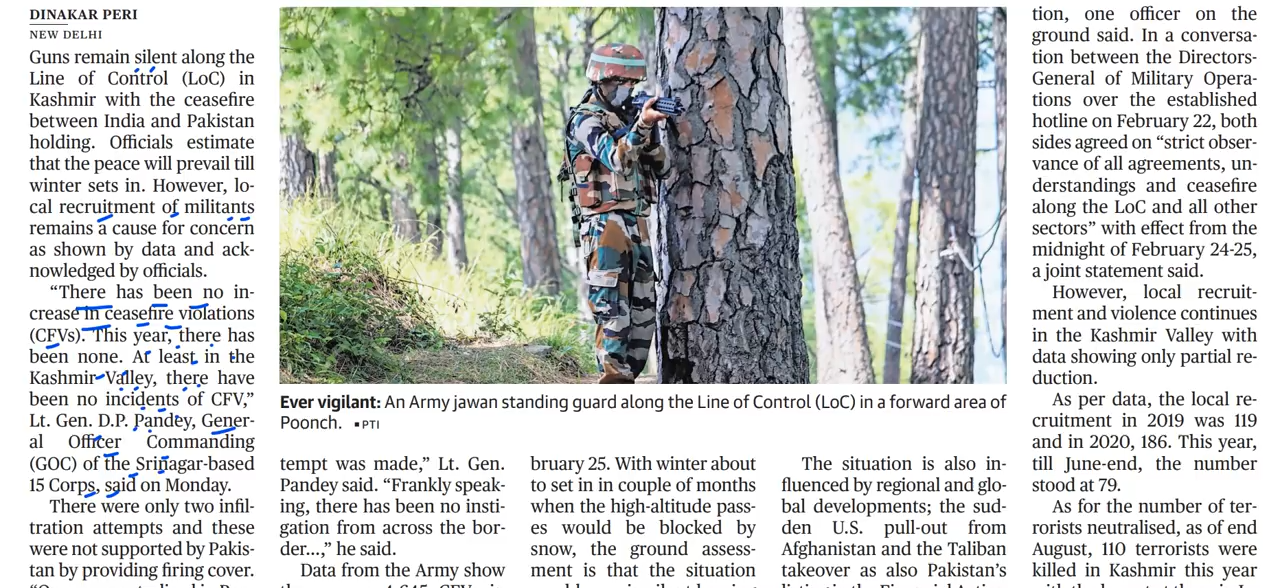 DINAKAR PERI
NEW DELHI
Guns remain silent along the
Line of Control (LoC) in
Kashmir with the ceasefire
between India and Pakistan
holding. Officials estimate
that the peace will prevail till
winter sets in. However, lo-
cal recruitment of militants
remains a cause for concern
as shown by data and ack-
nowledged by officials.
“There has been no in-
crease in ceasefire violations
(CFVs). This year, there has
been none. At least in the
Kashmir Valley, there have
been no incidents of CFV,”
Lt. Gen. D.P. Pandey, Gener-
al Officer Commanding
(GOC) of the Srinagar-based
15 Corps, said on Monday.
There were only two infil-
tration attempts and these
were not supported by Pakis-
tan by providing firing cover.
Ever vigilant: An Army jawan standing guard along the Line of Control (LoC) in a forward area of
Poonch. ▪ PTI
tempt was made,” Lt. Gen.
Pandey said. “Frankly speak-
ing, there has been no insti-
gation from across the bor-
der...,” he said.
Data from the Army show
bruary 25. With winter about
to set in in couple of months
when the high-altitude pass-
es would be blocked by
snow, the ground assess-
ment is that the situation
The situation is also in-
fluenced by regional and glo-
bal developments; the sud-
den U.S. pull-out from
Afghanistan and the Taliban
takeover as also Pakistan’s
tion, one officer on the
ground said. In a conversa-
tion between the Directors-
General of Military Opera-
tions over the established
hotline on February 22, both
sides agreed on “strict obser-
vance of all agreements, un-
derstandings and ceasefire
along the LoC and all other
sectors” with effect from the
midnight of February 24-25,
a joint statement said.
However, local recruit-
ment and violence continues
in the Kashmir Valley with
data showing only partial re-
duction.
As per data, the local re-
cruitment in 2019 was 119
and in 2020, 186. This year,
till June-end, the number
stood at 79.
As for the number of ter-
rorists neutralised, as of end
August, 110 terrorists were
killed in Kashmir this year